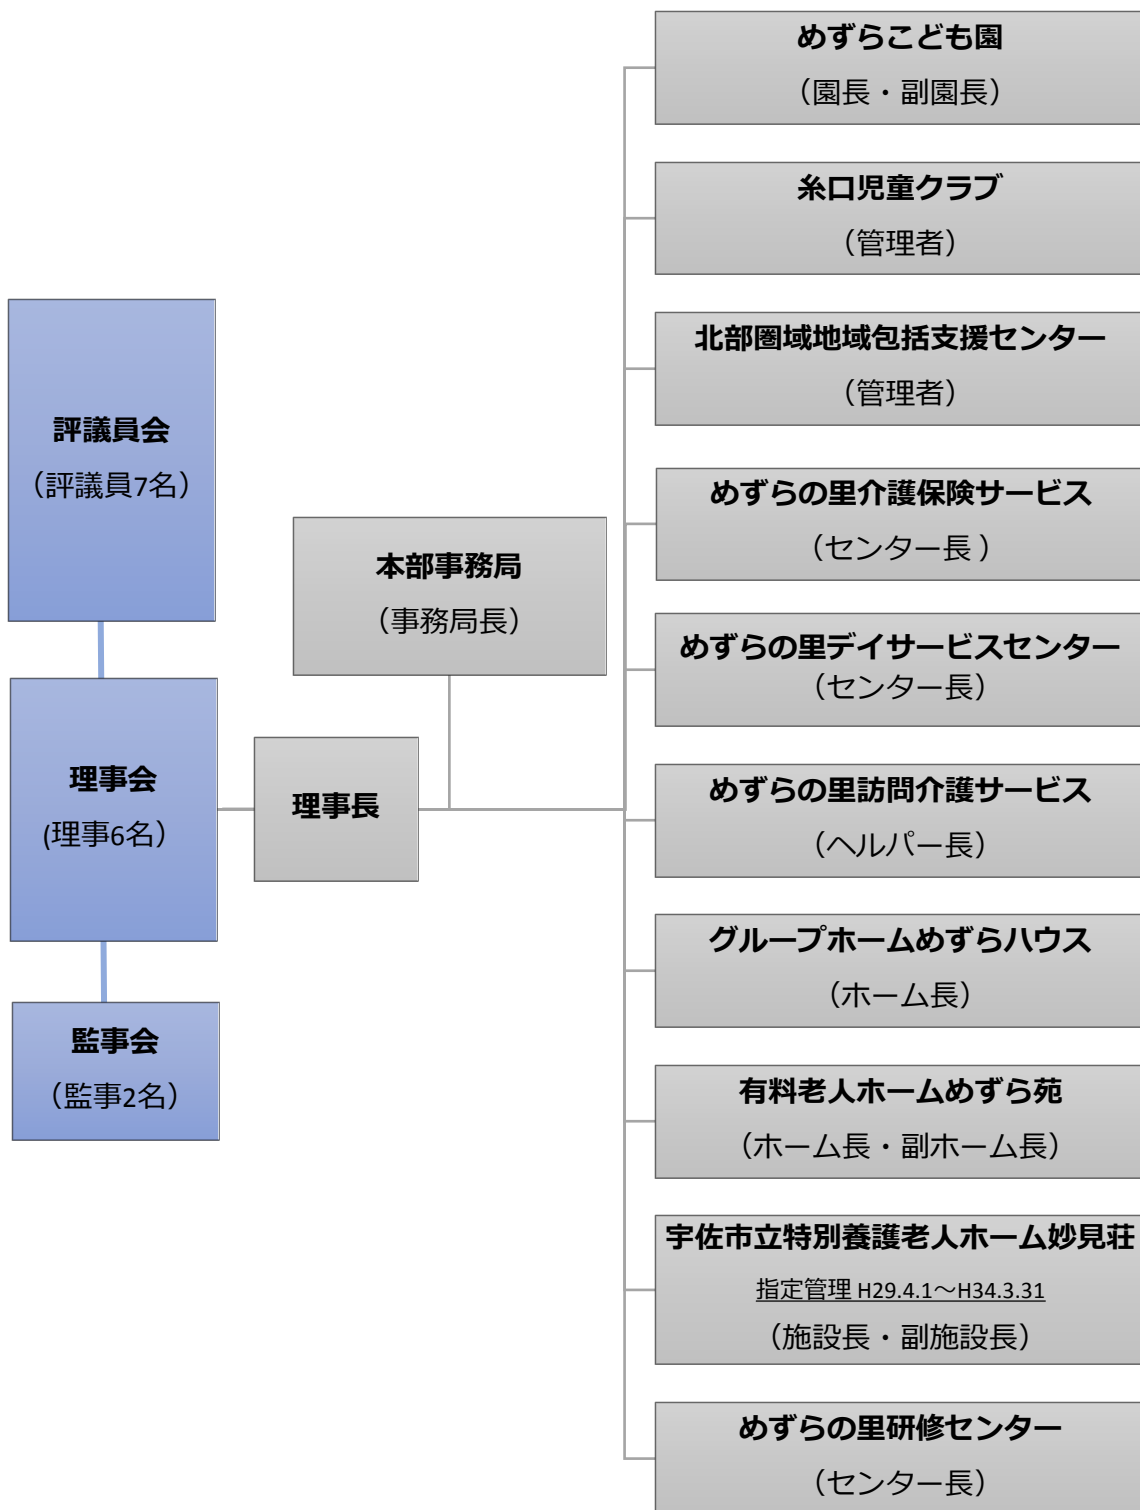 評議員会
（評議員7名）
理事会
(理事6名）
監事会
（監事2名）
理事長
本部事務局
（事務局長）
めずらこども園
（園長・副園長）
糸口児童クラブ
（管理者）
北部圏域地域包括支援センター
（管理者）
めずらの里介護保険サービス
（センター長 ）
めずらの里デイサービスセンター
（センター長）
めずらの里訪問介護サービス
（ヘルパー長）
グループホームめずらハウス
（ホーム長）
有料老人ホームめずら苑
（ホーム長・副ホーム長）
宇佐市立特別養護老人ホーム妙見荘
指定管理 H29.4.1～H34.3.31
（施設長・副施設長）
めずらの里研修センター
（センター長）